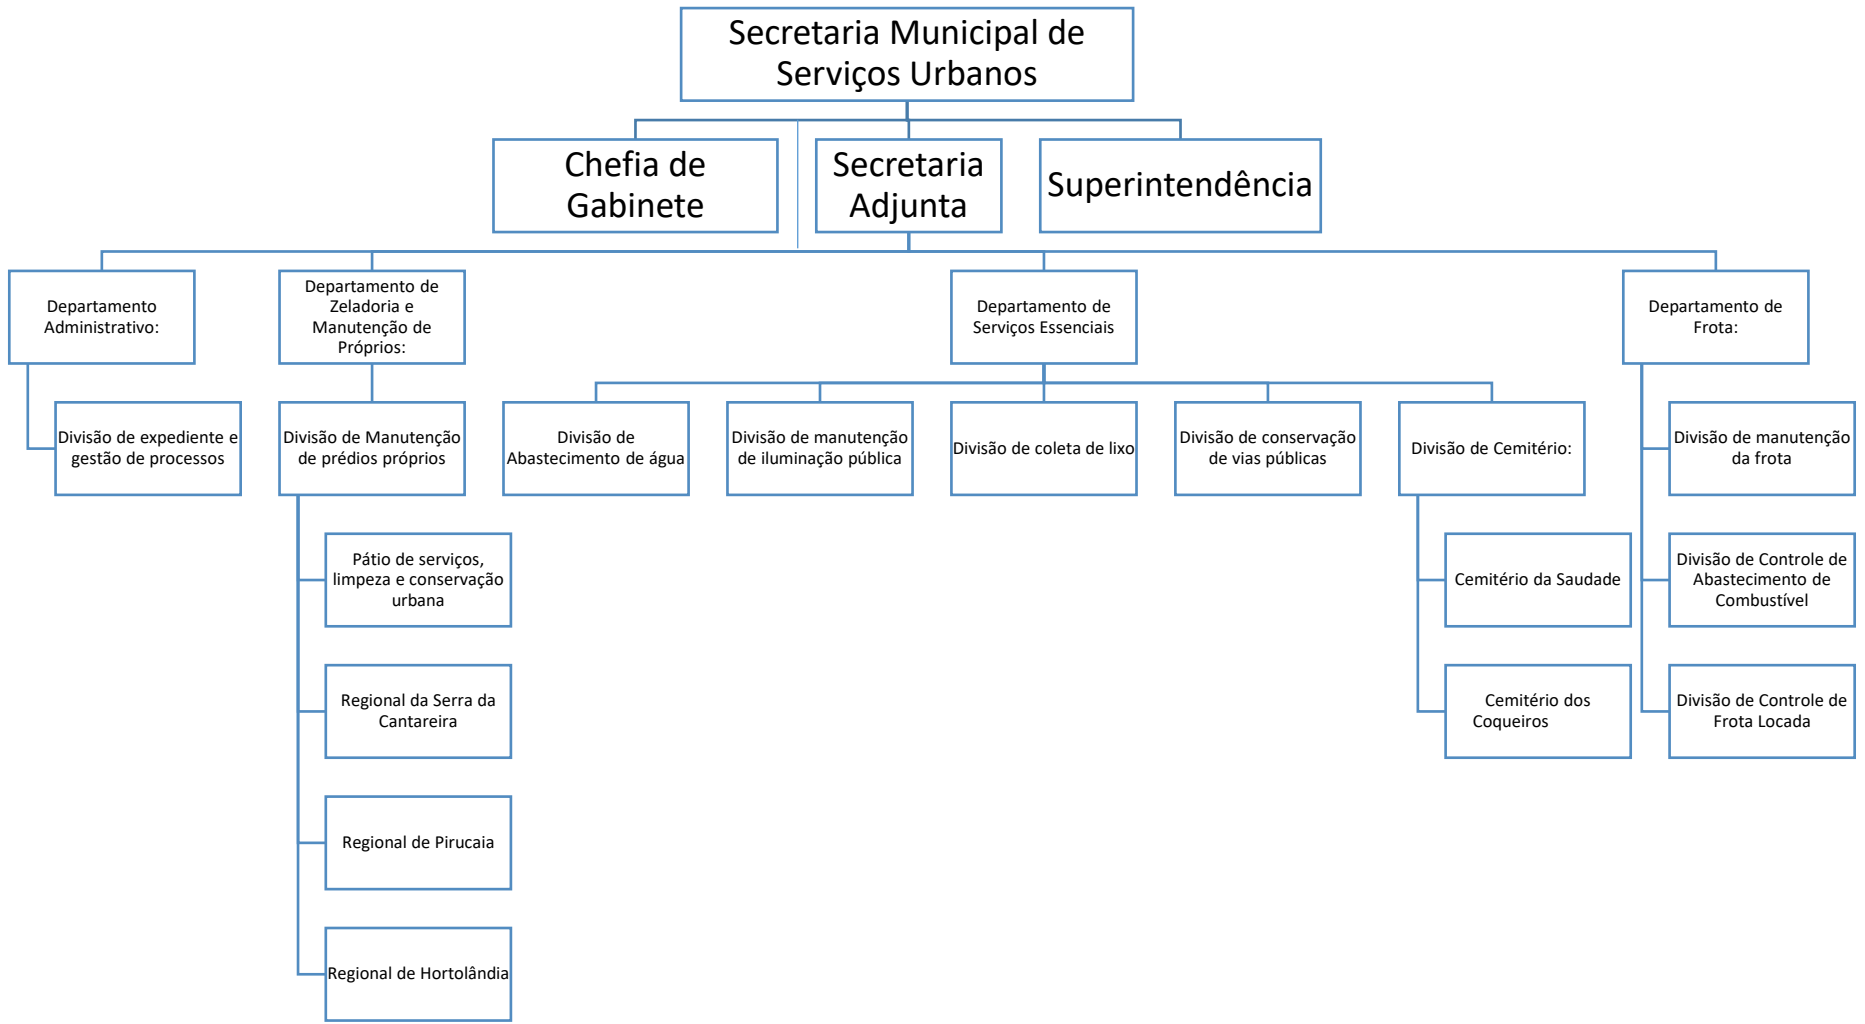 Secretaria Municipal de
Serviços Urbanos
Chefia de
Gabinete
Secretaria
Adjunta
Superintendência
Departamento
Administrativo:
Departamento de
Zeladoria e
Manutenção de
Próprios:
Departamento de
Serviços Essenciais
Departamento de
Frota:
Divisão de expediente e
gestão de processos
Divisão de Manutenção
de prédios próprios
Divisão de
Abastecimento de água
Divisão de manutenção
de iluminação pública
Divisão de coleta de lixo
Divisão de conservação
de vias públicas
Divisão de Cemitério:
Divisão de manutenção
da frota
Pátio de serviços,
limpeza e conservação
urbana
Cemitério da Saudade
Divisão de Controle de
Abastecimento de
Combustível
Regional da Serra da
Cantareira
Cemitério dos
Coqueiros
Divisão de Controle de
Frota Locada
Regional de Pirucaia
Regional de Hortolândia